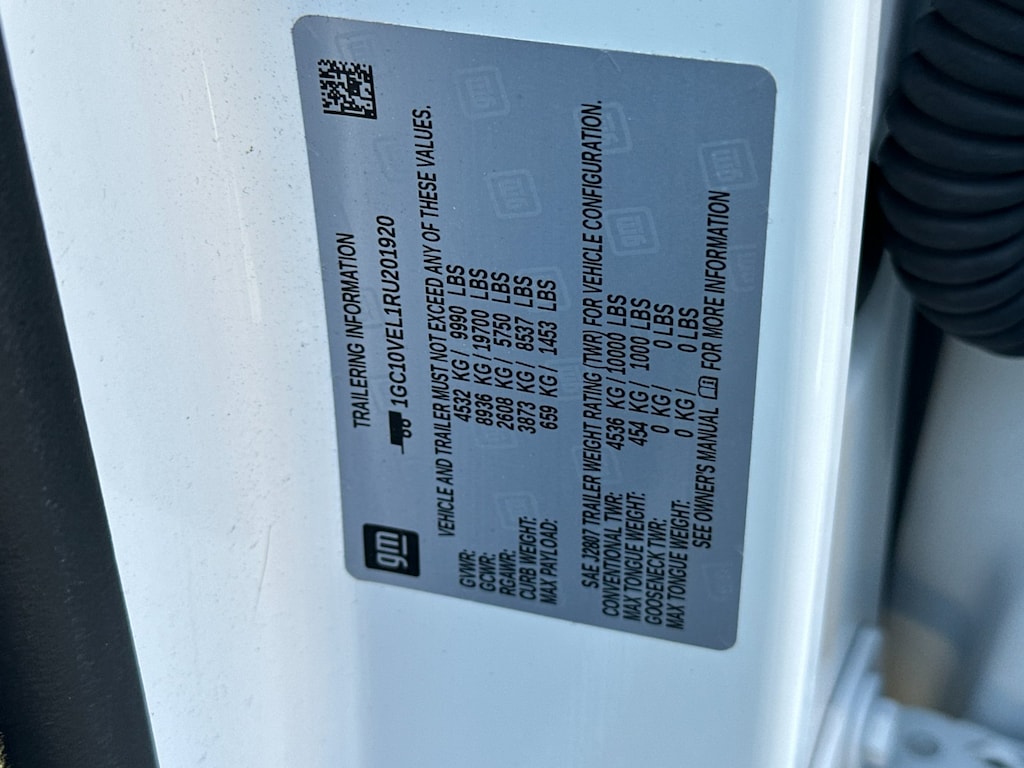 TRAILERING INFORMATION
gm
1GC10VEL1RU201920
VEHICLE AND TRAILER MUST NOT EXCEED ANY OF THESE VALUES.
GVWR: 4532 KG / 9990 LBS
GCWR: 8936 KG / 19700 LBS
RGAWR: 2608 KG / 5750 LBS
CURB WEIGHT: 3873 KG / 8537 LBS
MAX PAYLOAD: 659 KG / 1453 LBS
SAE J2807 TRAILER WEIGHT RATING (TWR) FOR VEHICLE CONFIGURATION.
CONVENTIONAL TWR: 4536 KG / 10000 LBS
MAX TONGUE WEIGHT: 454 KG / 1000 LBS
GOOSENECK TWR: 0 KG / 0 LBS
MAX TONGUE WEIGHT: 0 KG / 0 LBS
SEE OWNER'S MANUAL FOR MORE INFORMATION